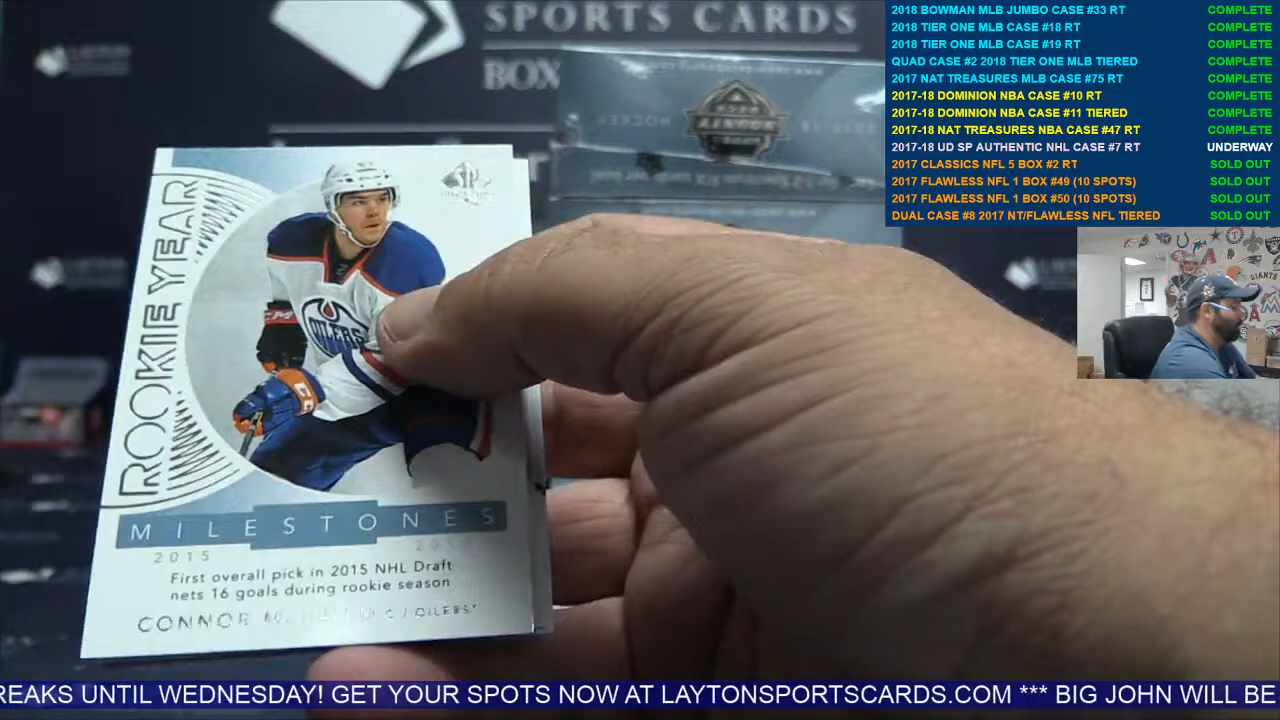 SPORTS CARDS
BOX
2018 BOWMAN MLB JUMBO CASE #33 RT COMPLETE
2018 TIER ONE MLB CASE #18 RT COMPLETE
2018 TIER ONE MLB CASE #19 RT COMPLETE
QUAD CASE #2 2018 TIER ONE MLB TIERED COMPLETE
2017 NAT TREASURES MLB CASE #75 RT COMPLETE
2017-18 DOMINION NBA CASE #10 RT COMPLETE
2017-18 DOMINION NBA CASE #11 TIERED COMPLETE
2017-18 NAT TREASURES NBA CASE #47 RT COMPLETE
2017-18 UD SP AUTHENTIC NHL CASE #7 RT UNDERWAY
2017 CLASSICS NFL 5 BOX #2 RT SOLD OUT
2017 FLAWLESS NFL 1 BOX #49 (10 SPOTS) SOLD OUT
2017 FLAWLESS NFL 1 BOX #50 (10 SPOTS) SOLD OUT
DUAL CASE #8 2017 NT/FLAWLESS NFL TIERED SOLD OUT
GIANTS
ROOKIE YEAR
OILERS
MILESTONES
2015
First overall pick in 2015 NHL Draft
nets 16 goals during rookie season
CONNOR C / OILERS
REAKS UNTIL WEDNESDAY! GET YOUR SPOTS NOW AT LAYTONSPORTSCARDS.COM *** BIG JOHN WILL BE